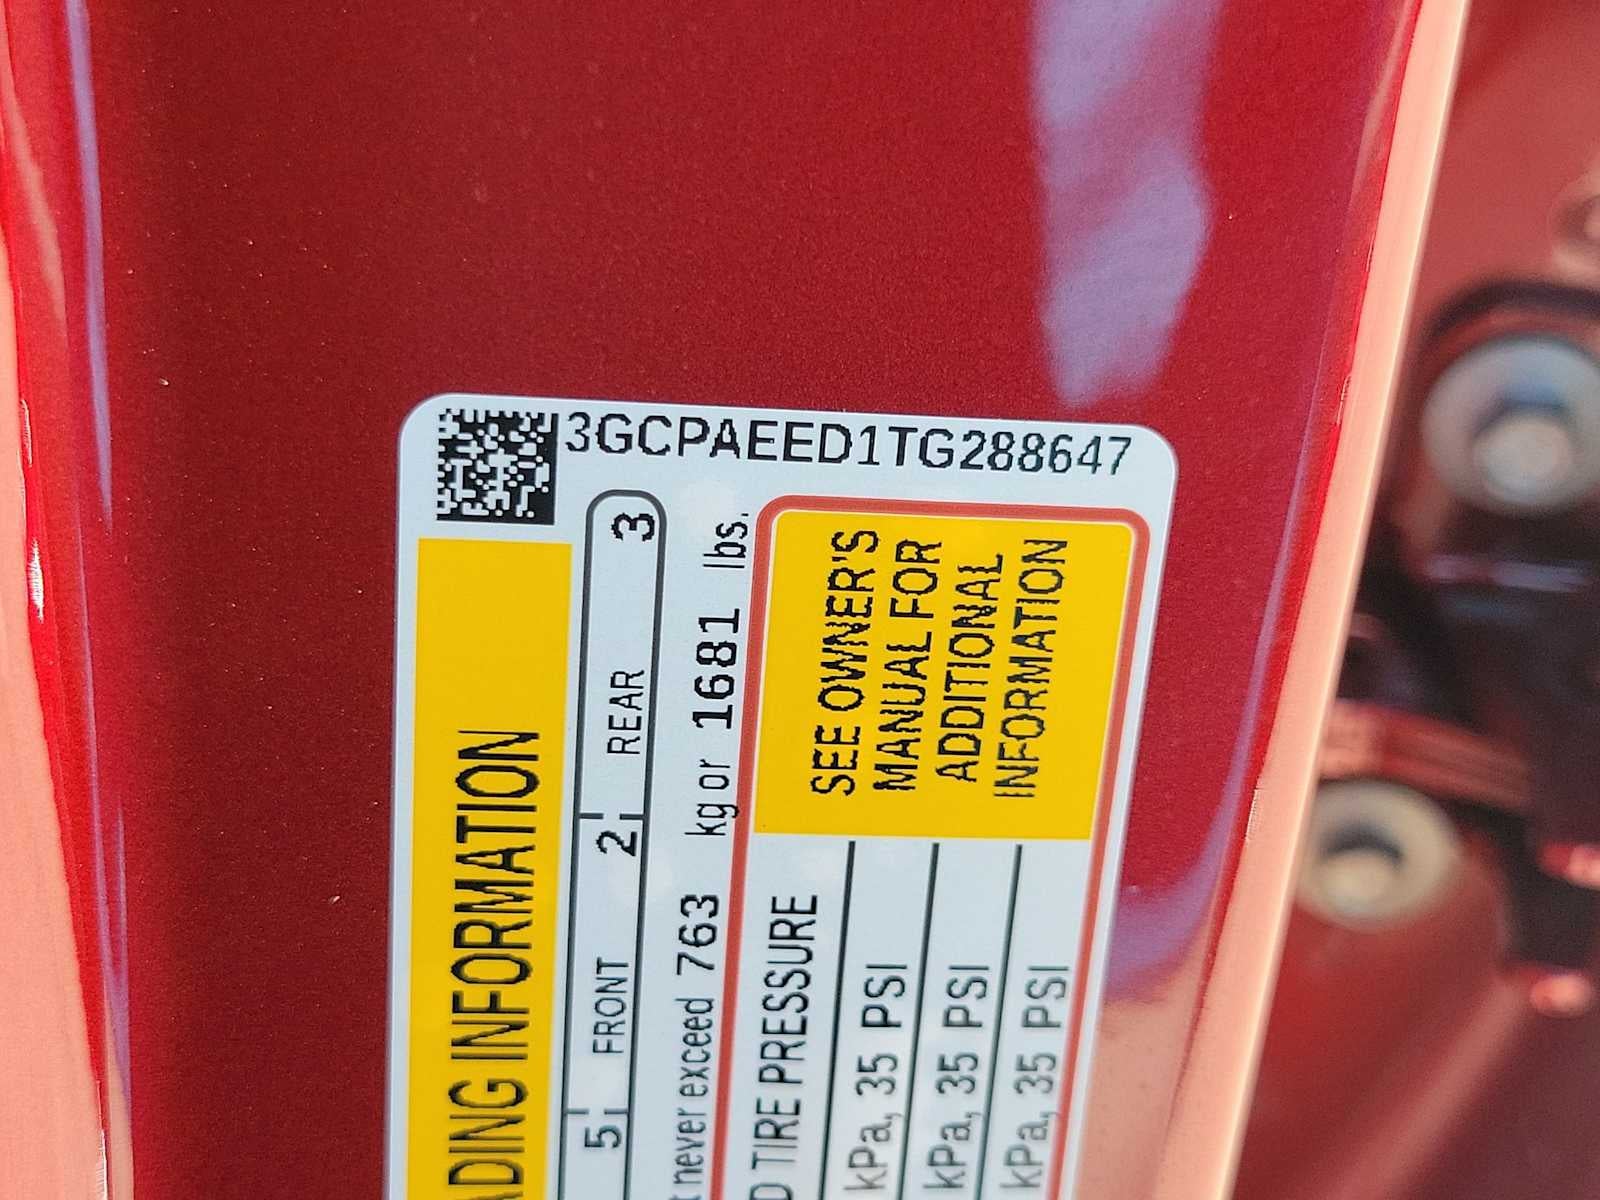 3GCPAEED1TG288647
ADING INFORMATION
5 FRONT 2 REAR 3
never exceed 763 kg or 1681 lbs.
D TIRE PRESSURE
SEE OWNER'S
MANUAL FOR
ADDITIONAL
INFORMATION
kPa, 35 PSI
kPa, 35 PSI
kPa, 35 PSI